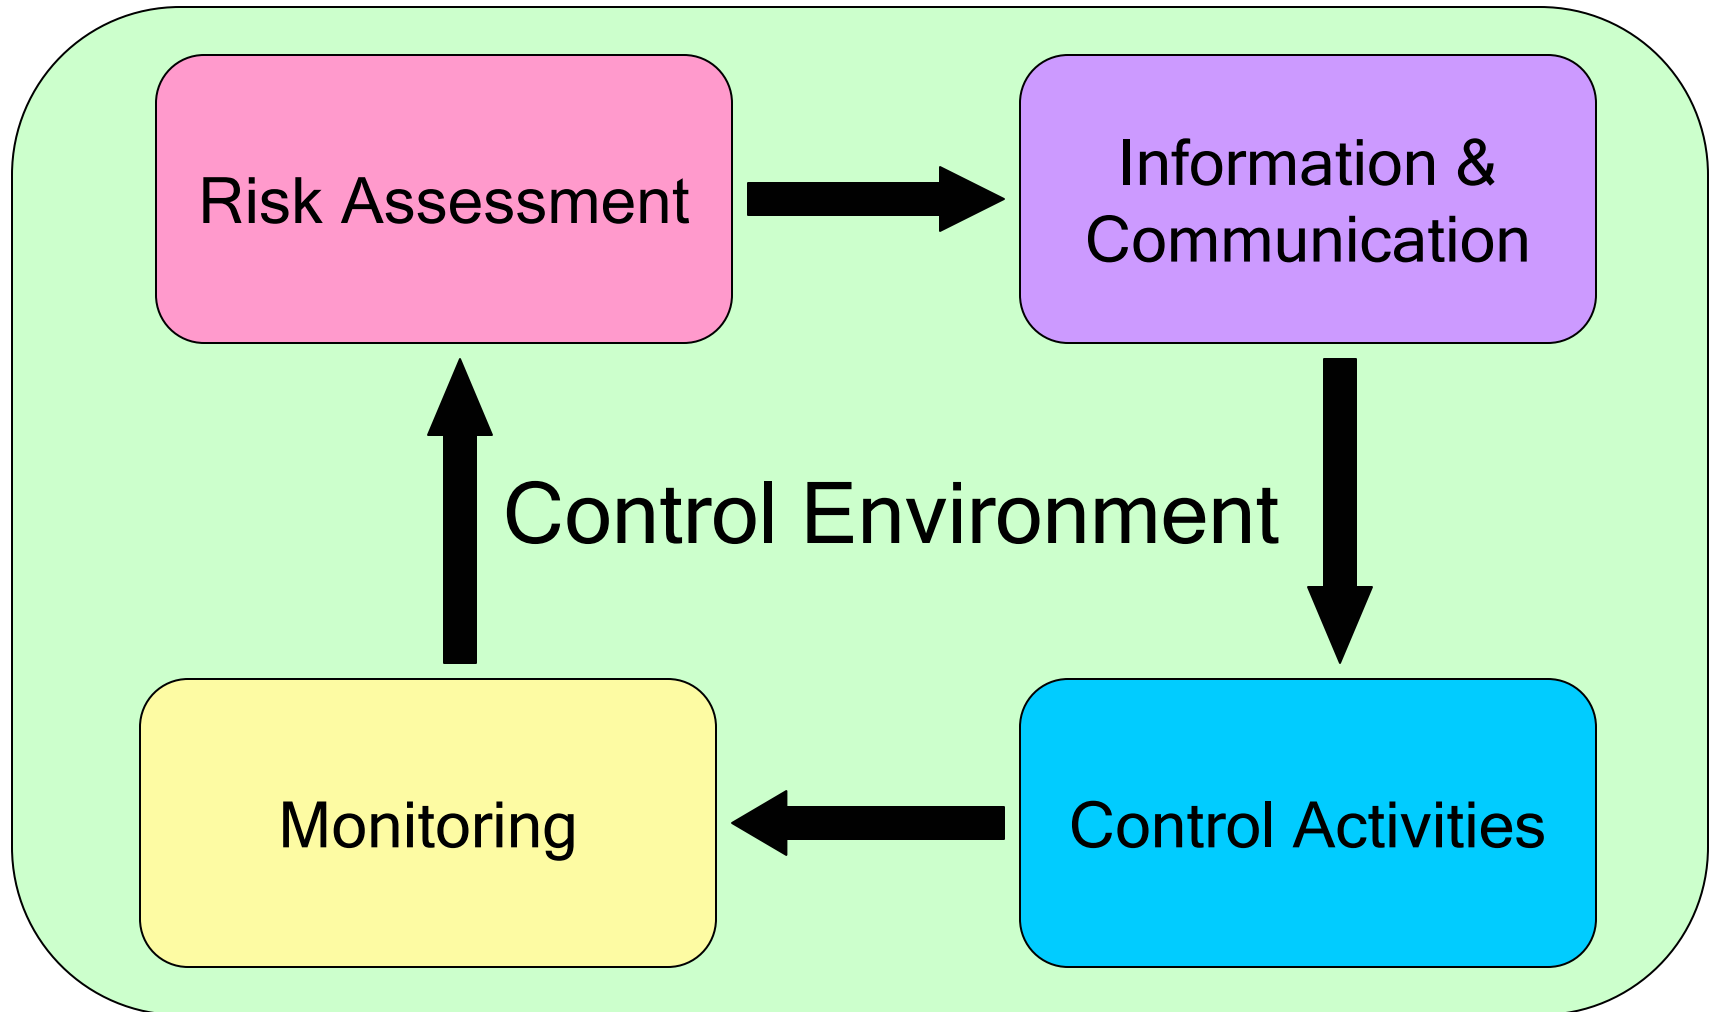 Risk Assessment
Information &
Communication
Control Environment
Monitoring
Control Activities